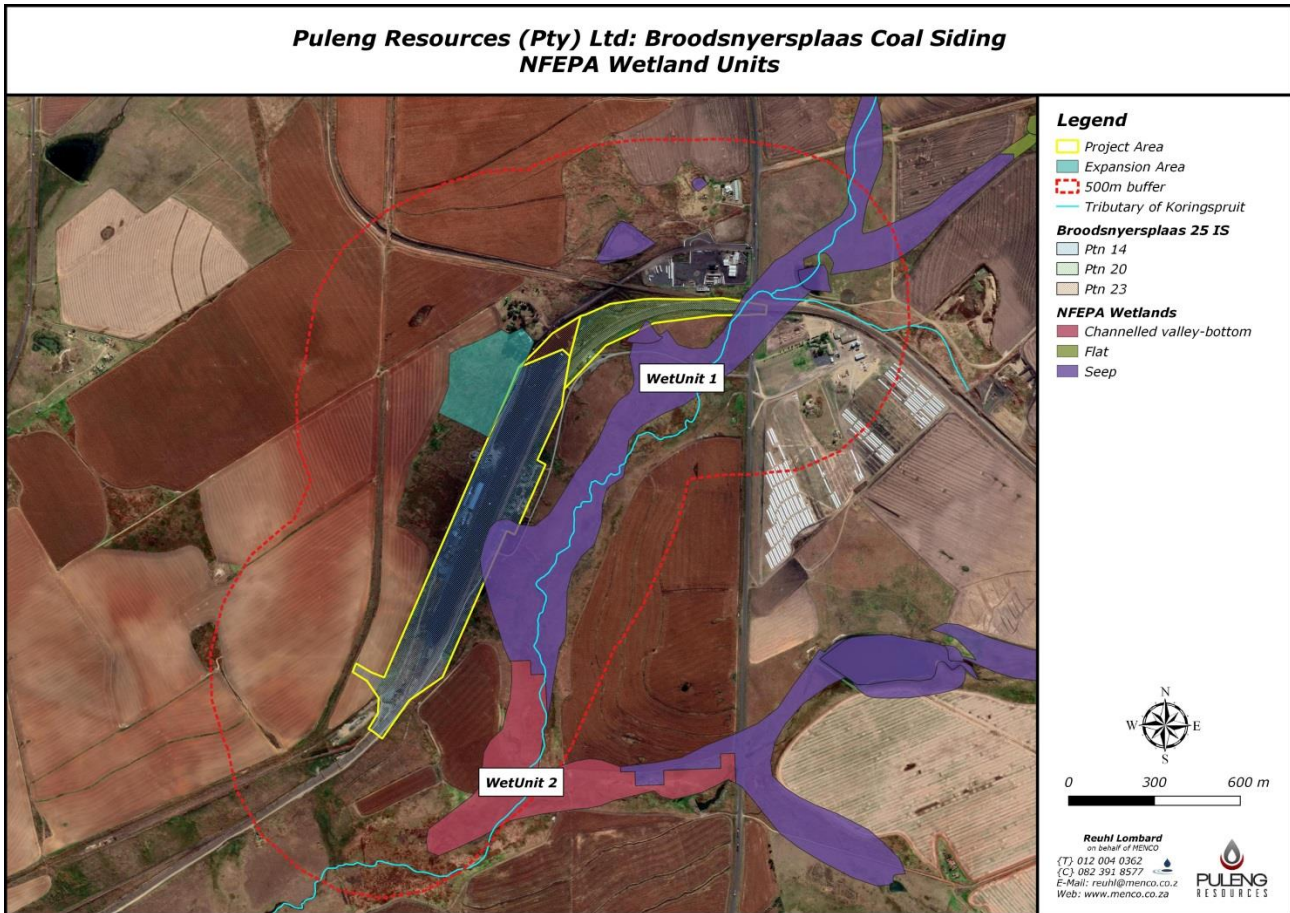 Puleng Resources (Pty) Ltd: Broodsnyersplaas Coal Siding
NFEPA Wetland Units
WetUnit 1
WetUnit 2
Legend
Project Area
Expansion Area
500m buffer
Tributary of Koringspruit
Broodsnyersplaas 25 IS
Ptn 14
Ptn 20
Ptn 23
NFEPA Wetlands
Channelled valley-bottom
Flat
Seep
N
W E
S
0 300 600 m
Reuhl Lombard
on behalf of MENCO
{T} 012 004 0362
{C} 082 391 8577
E-Mail: reuhl@menco.co.z
Web: www.menco.co.za
PULENG
RESOURCES